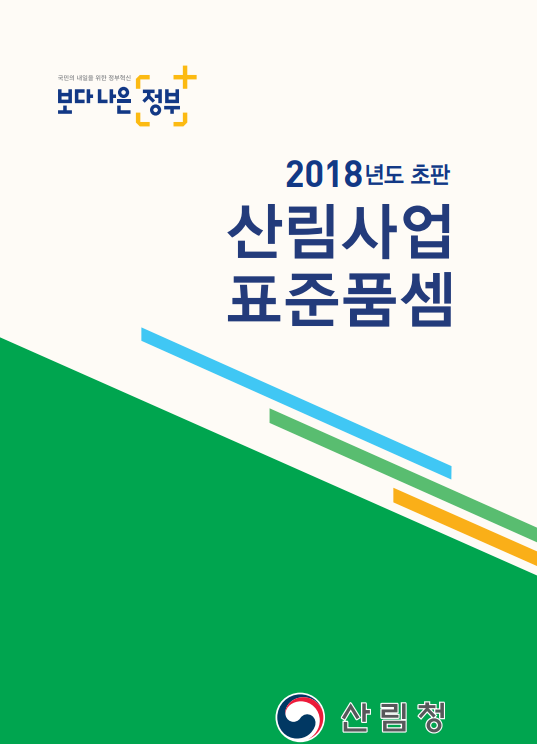 국민의 내일을 위한 정부혁신
보다 나은 정부
2018년도 초판
산림사업
표준품셈
산림청